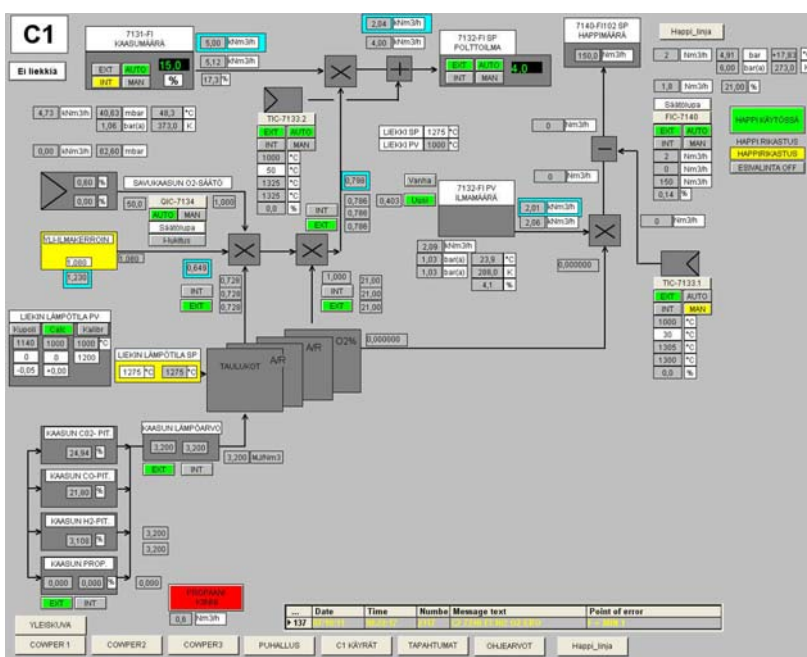 C1
Ei liekkiä
7131-FI
KAASUMÄÄRÄ
EXT AUTO 15,0
INT MAN %
5,00 kNm3/h
5,12 kNm3/h
17,3 %
2,04 kNm3/h
4,00 kNm3/h
7132-FI SP
POLTTOILMA
EXT AUTO 4,0
INT MAN
7140-FI102 SP
HAPPIMÄÄRÄ
150,0 Nm3/h
Happi_linja
2 Nm3/h 4,91 bar +17,93 °C
6,00 bar(a) 273,0 K
1,8 Nm3/h 21,00 %
Säätölupa
FIC-7140
EXT AUTO
INT MAN
2 Nm3/h
0 Nm3/h
150 Nm3/h
0,14 %
HAPPI KÄYTÖSSÄ
HAPPI RIKASTUS
HAPPIRIKASTUS
ESIVALINTA OFF
4,73 kNm3/h 40,63 mbar 48,3 °C
1,06 bar(a) 373,0 K
0,00 kNm3/h 62,60 mbar
TIC-7133.2
EXT AUTO
INT MAN
1000 °C
50 °C
1325 °C
1325 °C
0,0 %
LIEKKI SP 1275 °C
LIEKKI PV 1000 °C
0 Nm3/h
0 Nm3/h
0 Nm3/h
0,60 %
0,00 %
SAVUKAASUN O2-SÄÄTÖ
50,0
QIC-7134
AUTO MAN
Säätölupa
1,000
0,786
0,786
0,786
INT
EXT
0,403
Vanha
Uusi
7132-FI PV
ILMAMÄÄRÄ
2,01 kNm3/h
2,06 kNm3/h
2,09 kNm3/h
1,03 bar(a) 23,9 °C
1,03 bar(a) 288,0 K
4,1 %
0,000000
YLI-ILMAKERROIN
1,000
1,080
0,649
INT
EXT
0,728
0,728
0,728
1,000
INT
EXT
21,00
21,00
21,00
TIC-7133.1
EXT AUTO
INT MAN
1000 °C
30 °C
1305 °C
1300 °C
0,0 %
LIEKIN LÄMPÖTILA PV
Kupoli Calc Kalibr
1140 1000 1000 °C
0 0 1200
-0,05 +0,00
LIEKIN LÄMPÖTILA SP
1275 °C 1275 °C
TAULUKOT A/R A/R O2%
0,000000
KAASUN CO2- PIT.
24,94 %
KAASUN CO-PIT.
21,80 %
KAASUN H2-PIT.
3,108 %
KAASUN PROP.
0,000 0,000 %
EXT INT
KAASUN LÄMPÖARVO
3,200 3,200
EXT INT
3,200 MJ/Nm3
3,200
3,200
0,000
PROPAANI
0,6 Nm3/h
... Date Time Numbe Message text Point of error
137
YLEISKUVA
COWPER 1 COWPER2 COWPER3 PUHALLUS C1 KÄYRÄT TAPAHTUMAT OHJEARVOT Happi_linja